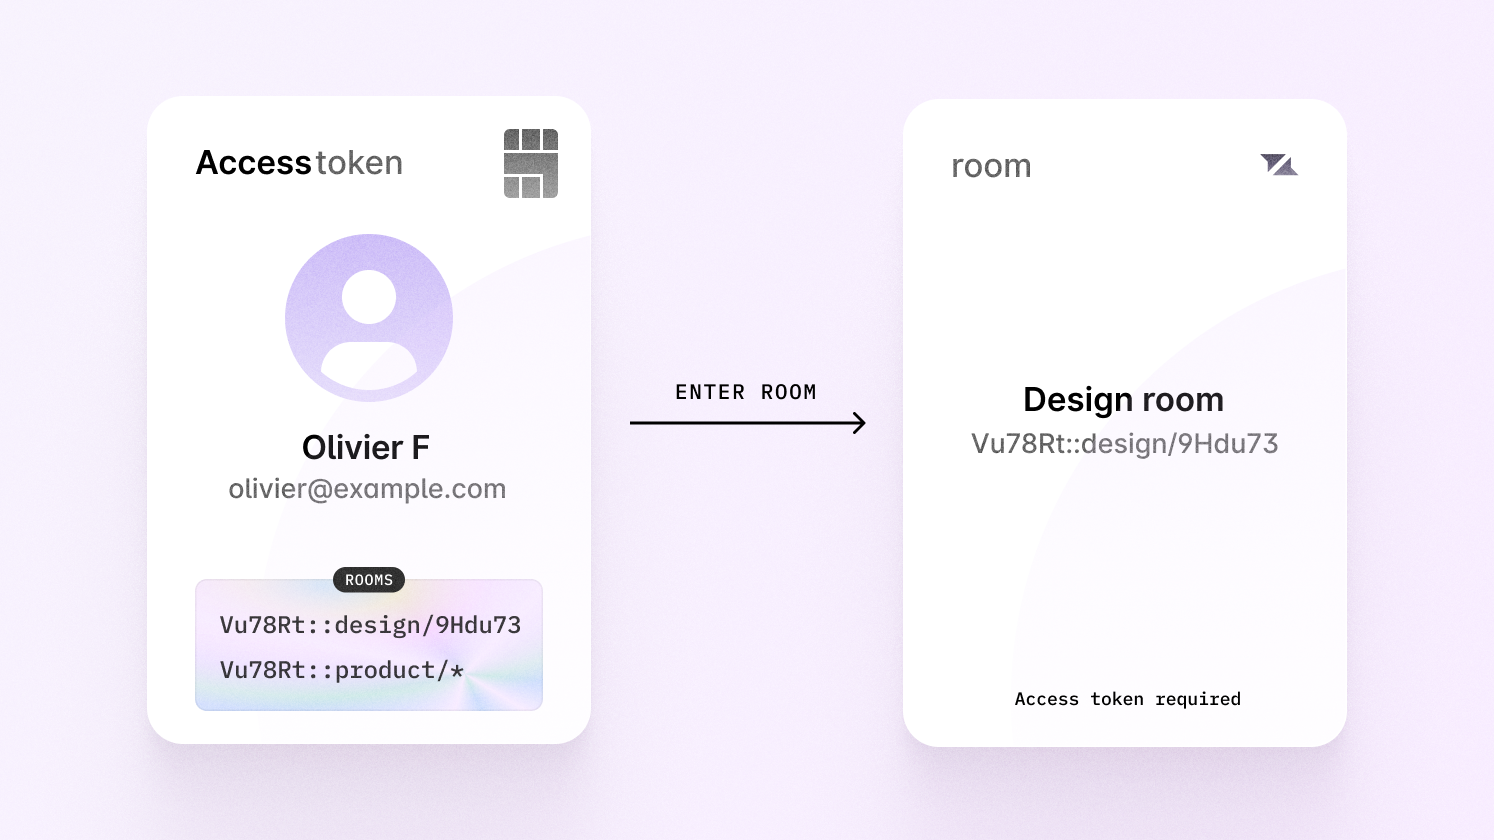 Access token
Olivier F
olivier@example.com
ROOMS
Vu78Rt::design/9Hdu73
Vu78Rt::product/*
ENTER ROOM
room
Design room
Vu78Rt::design/9Hdu73
Access token required